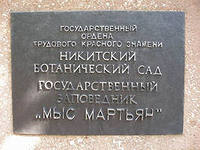 ГОСУДАРСТВЕННЫЙ
ОРДЕНА
ТРУДОВОГО КРАСНОГО ЗНАМЕНИ
НИКИТСКИЙ
БОТАНИЧЕСКИЙ САД
ГОСУДАРСТВЕННЫЙ
ЗАПОВЕДНИК
"МЫС МАРТЬЯН"